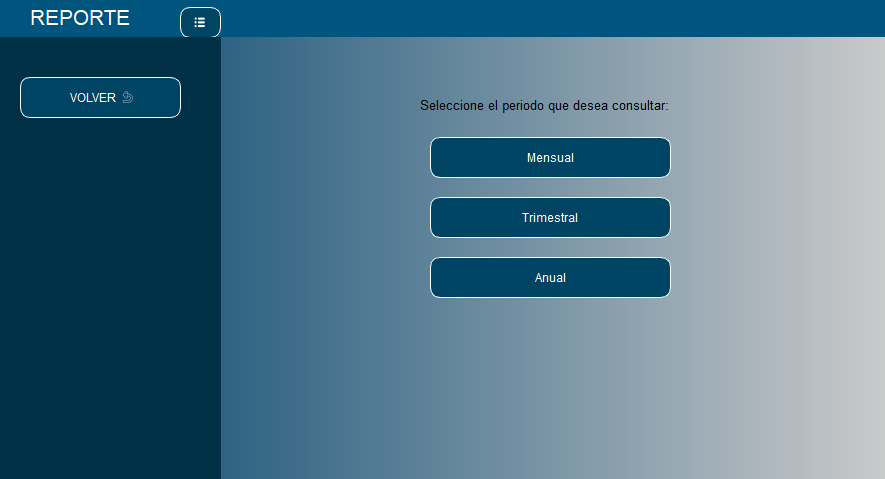 REPORTE
VOLVER
Seleccione el periodo que desea consultar:
Mensual
Trimestral
Anual